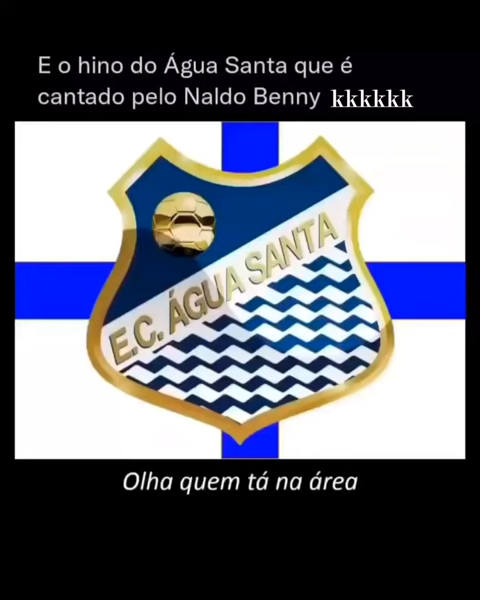 E o hino do Água Santa que é
cantado pelo Naldo Benny kkkkkk
E.C. ÁGUA SANTA
Olha quem tá na área